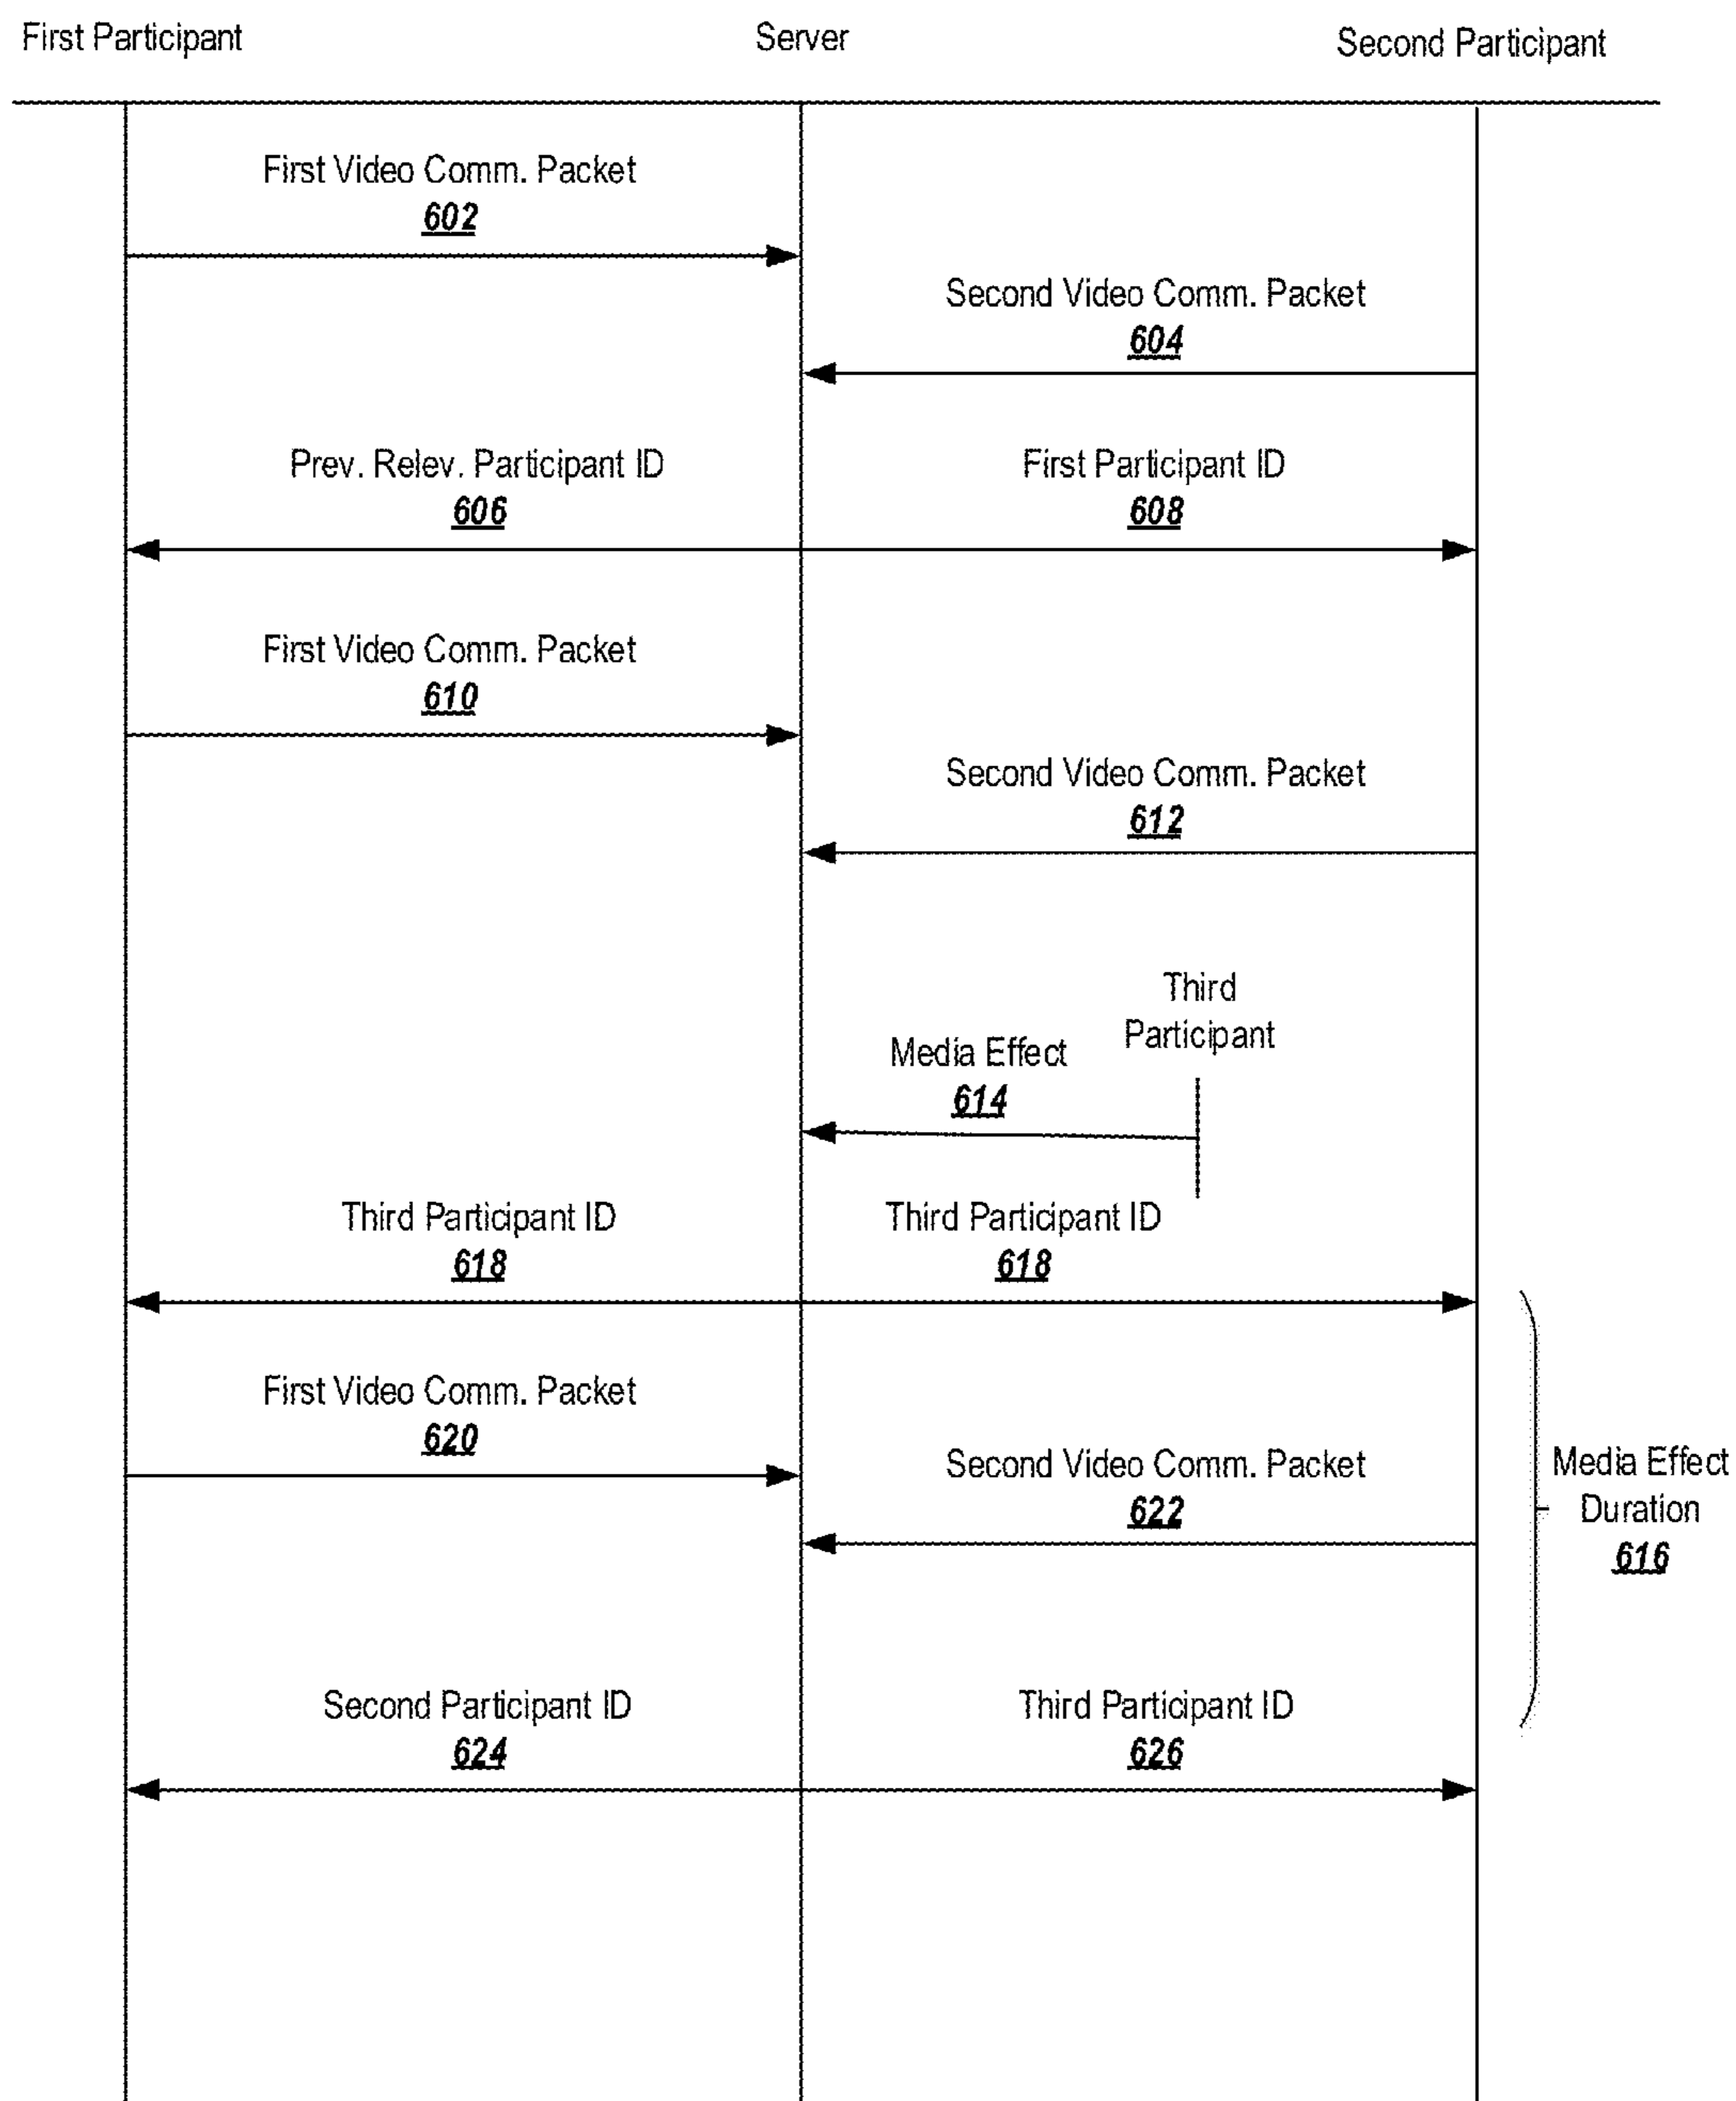 First Participant
Server
Second Participant
First Video Comm. Packet
602
Second Video Comm. Packet
604
Prev. Relev. Participant ID
606
First Participant ID
608
First Video Comm. Packet
610
Second Video Comm. Packet
612
Third
Participant
Media Effect
614
Third Participant ID
618
Third Participant ID
618
First Video Comm. Packet
620
Second Video Comm. Packet
622
Media Effect
Duration
616
Second Participant ID
624
Third Participant ID
626